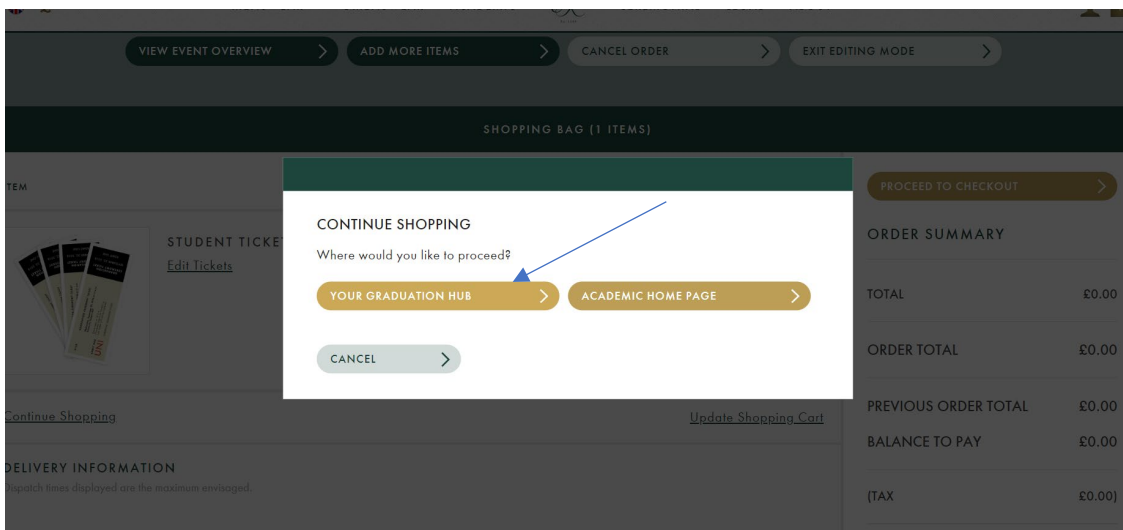 VIEW EVENT OVERVIEW
ADD MORE ITEMS
CANCEL ORDER
EXIT EDITING MODE
SHOPPING BAG (1 ITEMS)
TEM
STUDENT TICKE
Edit Tickets
UNI
CONTINUE SHOPPING
Where would you like to proceed?
YOUR GRADUATION HUB
ACADEMIC HOME PAGE
CANCEL
Continue Shopping
Update Shopping Cart
DELIVERY INFORMATION
Dispatch times displayed are the maximum envisaged.
PROCEED TO CHECKOUT
ORDER SUMMARY
TOTAL £0.00
ORDER TOTAL £0.00
PREVIOUS ORDER TOTAL £0.00
BALANCE TO PAY £0.00
(TAX £0.00)